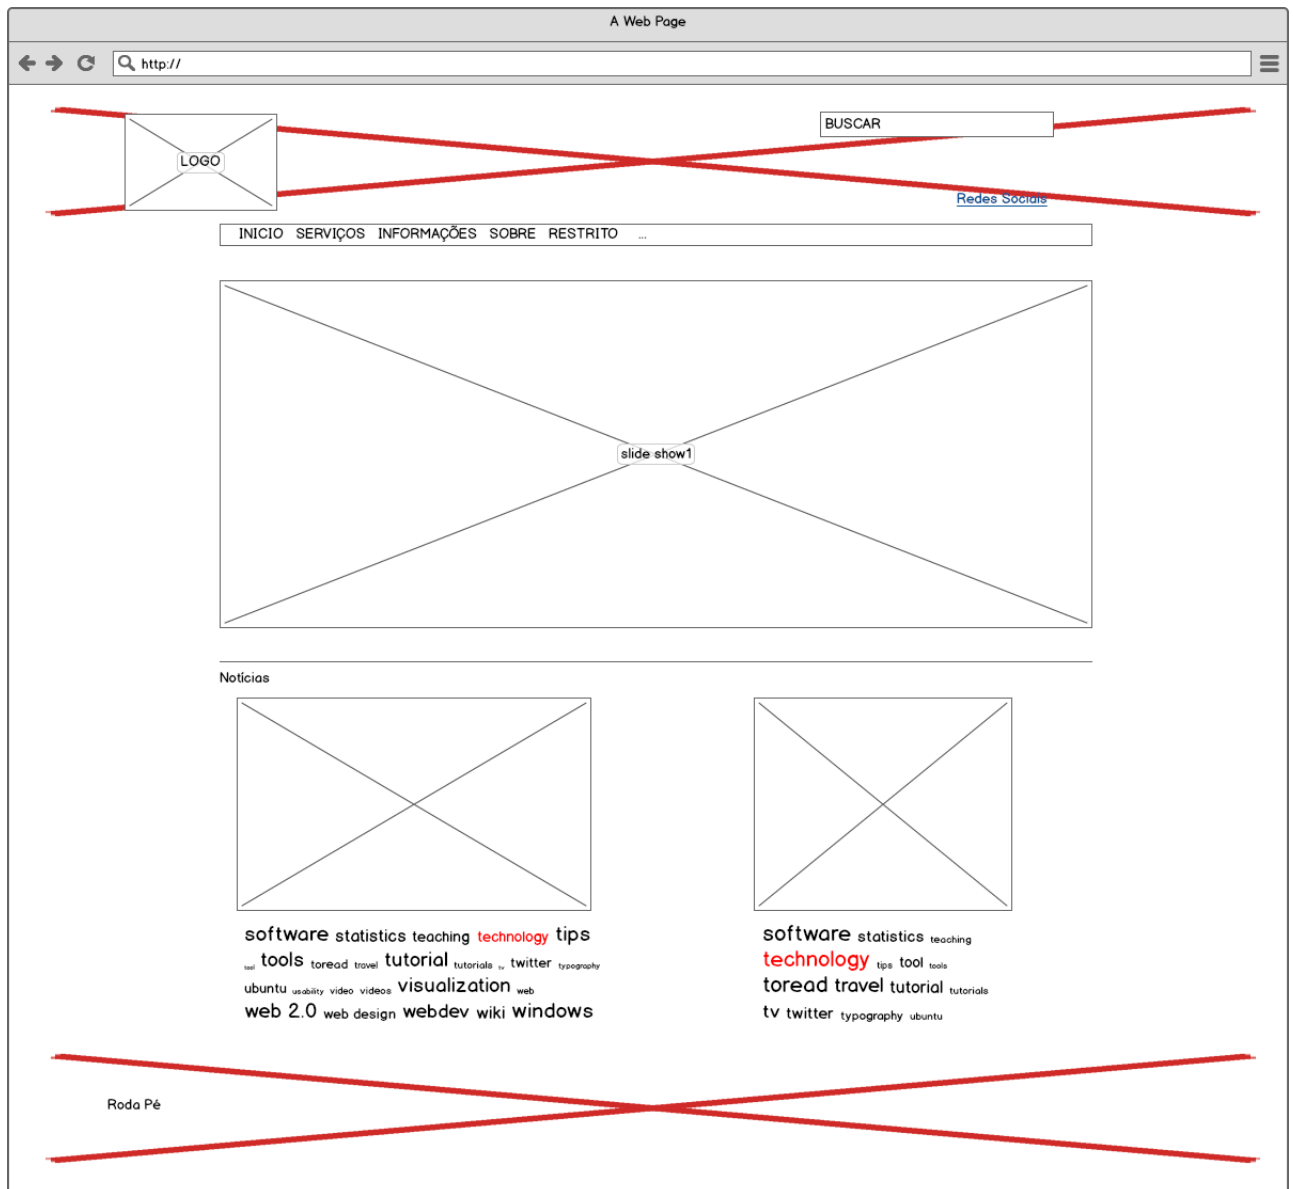 A Web Page
http://
BUSCAR
LOGO
Redes Sociais
INICIO SERVIÇOS INFORMAÇÕES SOBRE RESTRITO ...
slide show1
Notícias
software statistics teaching technology tips
tool tools toread travel tutorial tutorials tv twitter typography
ubuntu usability video videos visualization web
web 2.0 web design webdev wiki windows
software statistics teaching
technology tips tool tools
toread travel tutorial tutorials
tv twitter typography ubuntu
Roda Pé